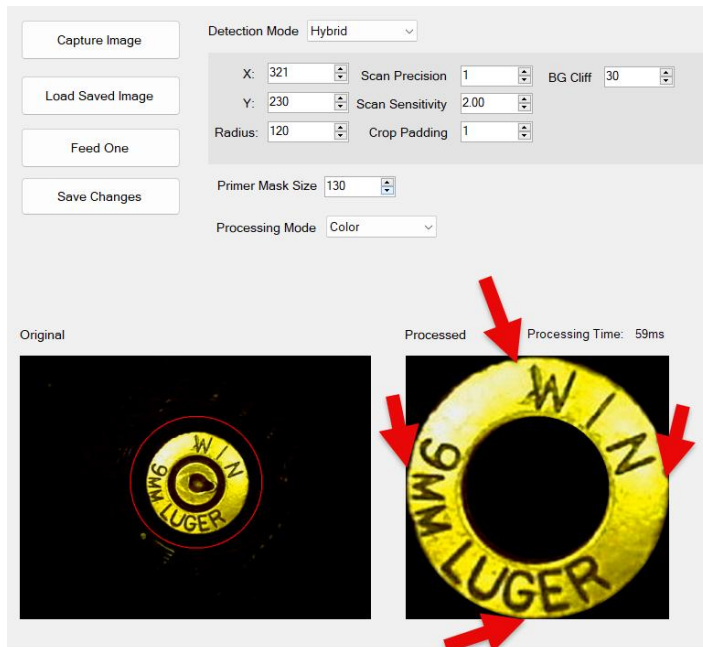 Capture Image
Load Saved Image
Feed One
Save Changes
Detection Mode Hybrid
X: 321 Scan Precision 1 BG Cliff 30
Y: 230 Scan Sensitivity 2.00
Radius: 120 Crop Padding 1
Primer Mask Size 130
Processing Mode Color
Original
Processed Processing Time: 59ms
WIN
9MM LUGER
WIN
9MM LUGER